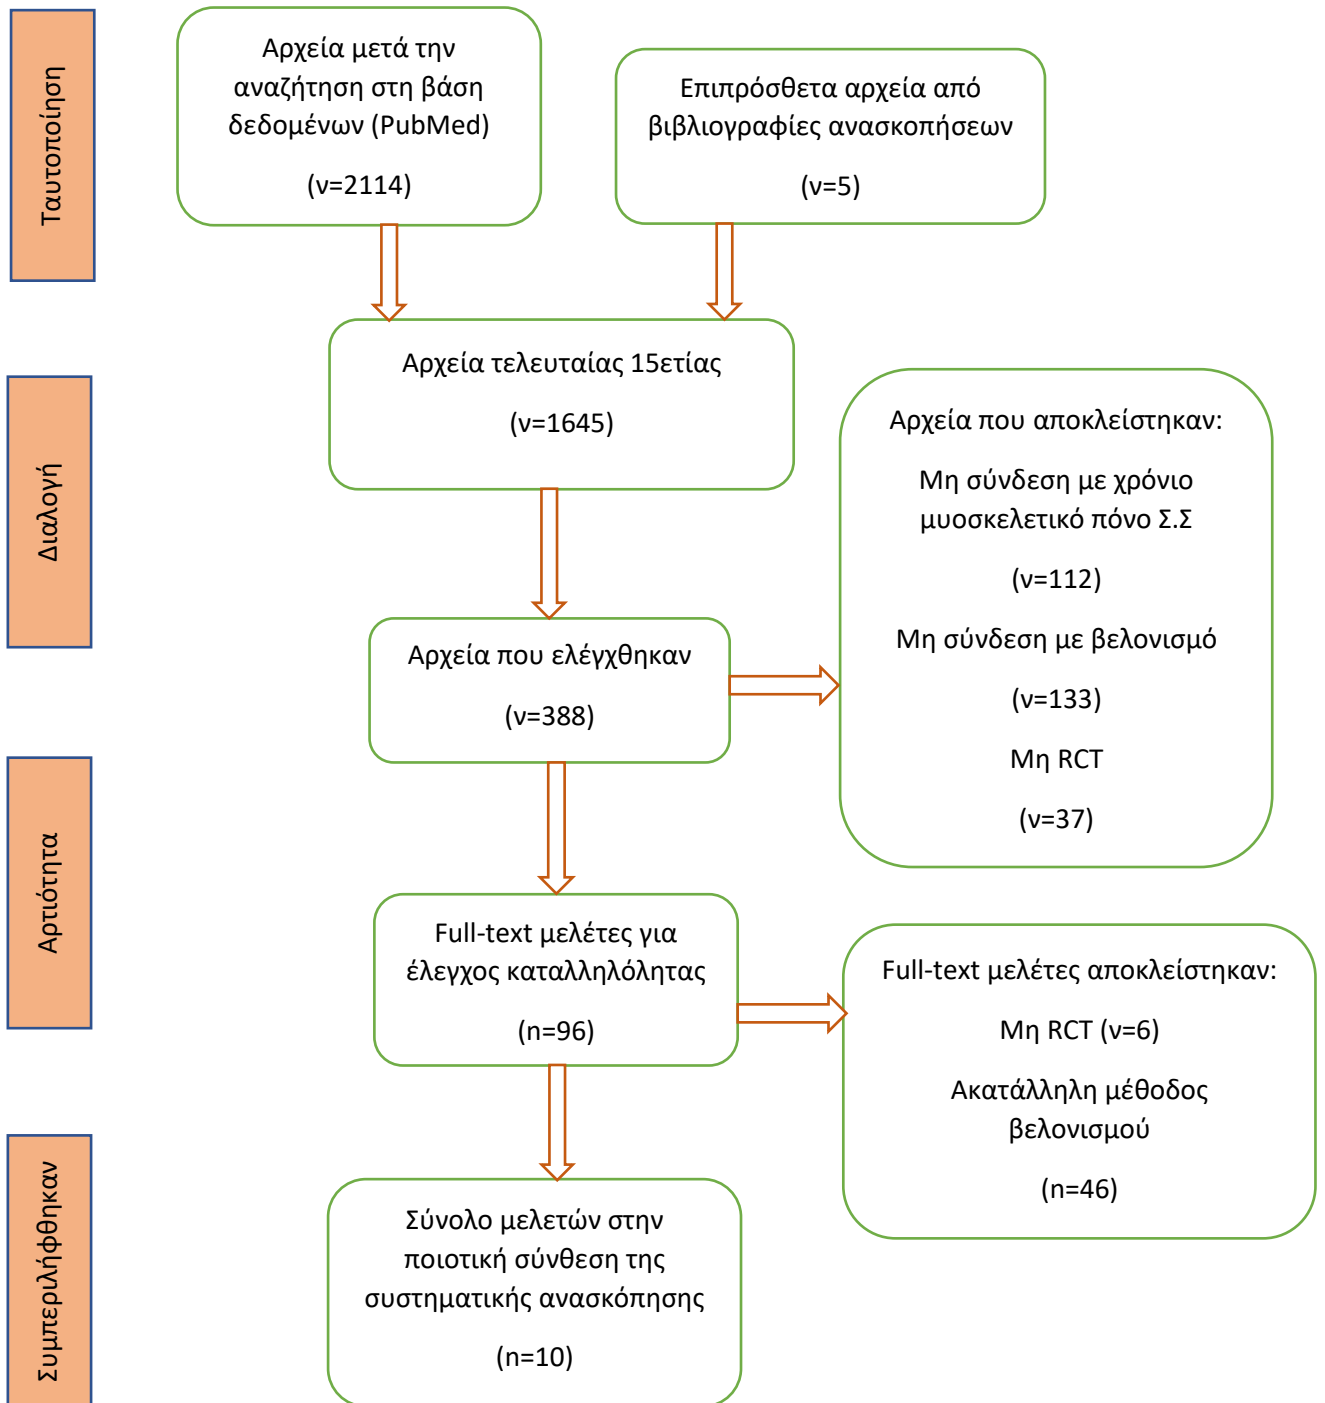 Ταυτοποίηση
Αρχεία μετά την
αναζήτηση στη βάση
δεδομένων (PubMed)
(ν=2114)
Επιπρόσθετα αρχεία από
βιβλιογραφίες ανασκοπήσεων
(ν=5)
Διαλογή
Αρχεία τελευταίας 15ετίας
(ν=1645)
Αρχεία που ελέγχθηκαν
(ν=388)
Αρχεία που αποκλείστηκαν:
Μη σύνδεση με χρόνιο
μυοσκελετικό πόνο Σ.Σ
(ν=112)
Μη σύνδεση με βελονισμό
(ν=133)
Μη RCT
(ν=37)
Αρτιότητα
Full-text μελέτες για
έλεγχος καταλληλόλητας
(n=96)
Full-text μελέτες αποκλείστηκαν:
Μη RCT (ν=6)
Ακατάλληλη μέθοδος
βελονισμού
(n=46)
Συμπεριλήφθηκαν
Σύνολο μελετών στην
ποιοτική σύνθεση της
συστηματικής ανασκόπησης
(n=10)